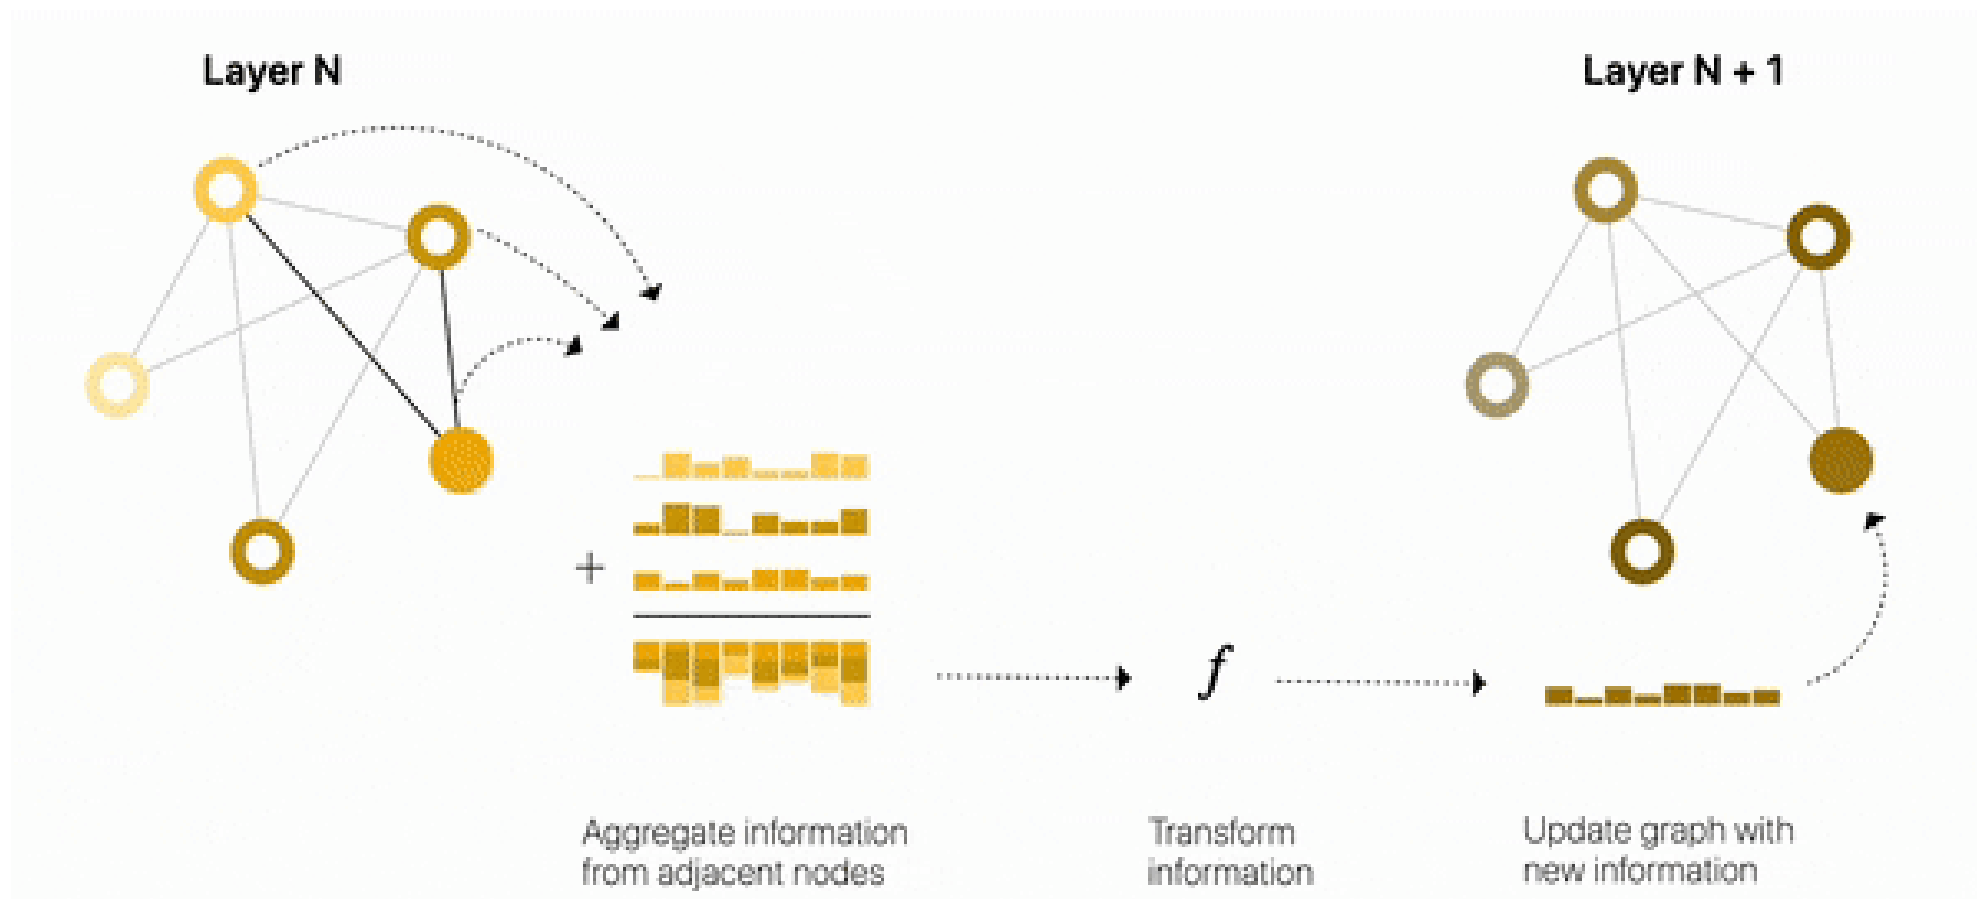 Layer N
Layer N + 1
+
f
Aggregate information
from adjacent nodes
Transform
information
Update graph with
new information